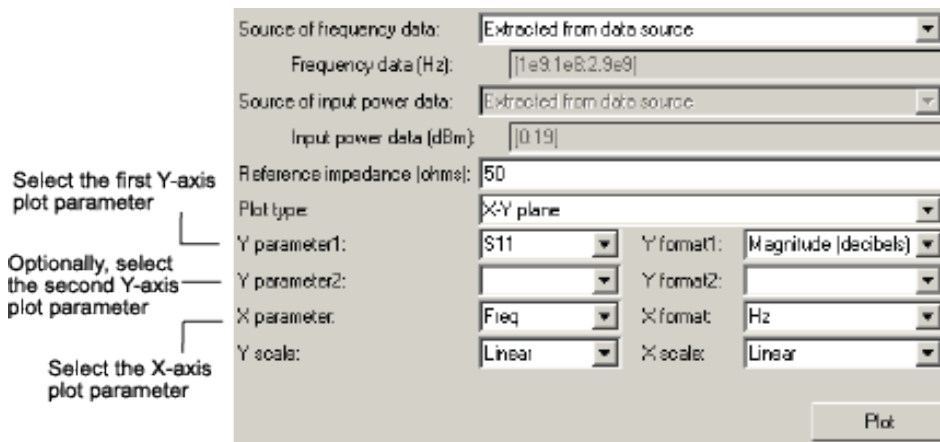 Source of frequency data: Extracted from data source
Frequency data (Hz): [1e9:1e8:2.9e9]
Source of input power data: Extracted from data source
Input power data (dBm): [0:19]
Reference impedance (ohms): 50
Plot type: X-Y plane
Select the first Y-axis
plot parameter
Y parameter1: S11 Y format1: Magnitude (decibels)
Optionally, select
the second Y-axis
plot parameter
Y parameter2: Y format2:
X parameter: Freq X format: Hz
Y scale: Linear X scale: Linear
Select the X-axis
plot parameter
Plot